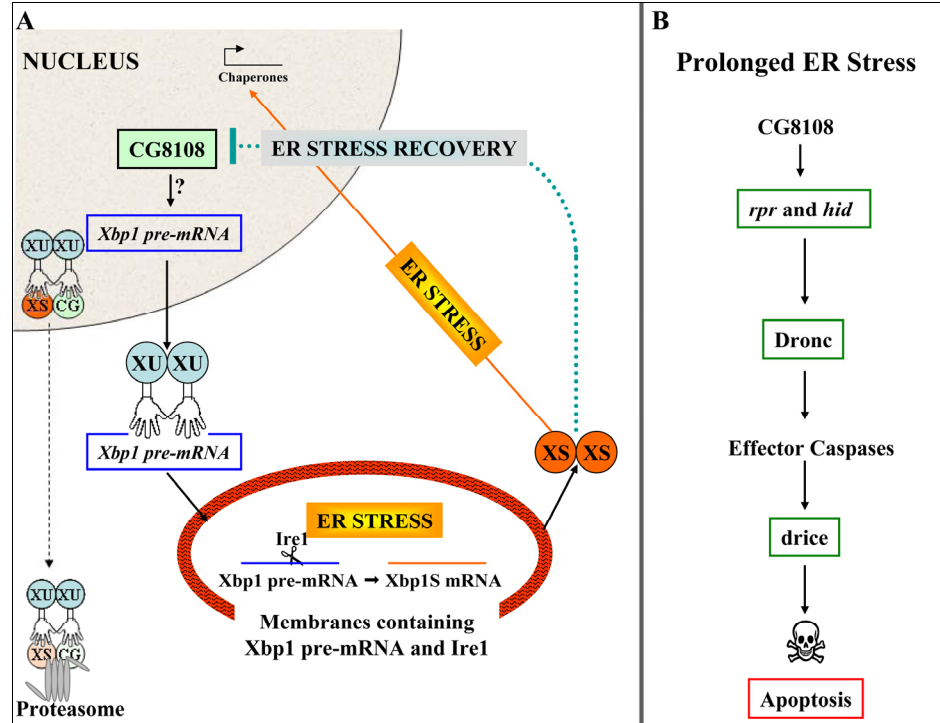 A
NUCLEUS
Chaperones
CG8108
ER STRESS RECOVERY
?
Xbp1 pre-mRNA
XU XU
XS CG
ER STRESS
XU XU
Xbp1 pre-mRNA
XS XS
ER STRESS
Ire1
Xbp1 pre-mRNA → Xbp1S mRNA
Membranes containing
Xbp1 pre-mRNA and Ire1
XU XU
XS CG
Proteasome
B
Prolonged ER Stress
CG8108
rpr and hid
Dronc
Effector Caspases
drice
Apoptosis